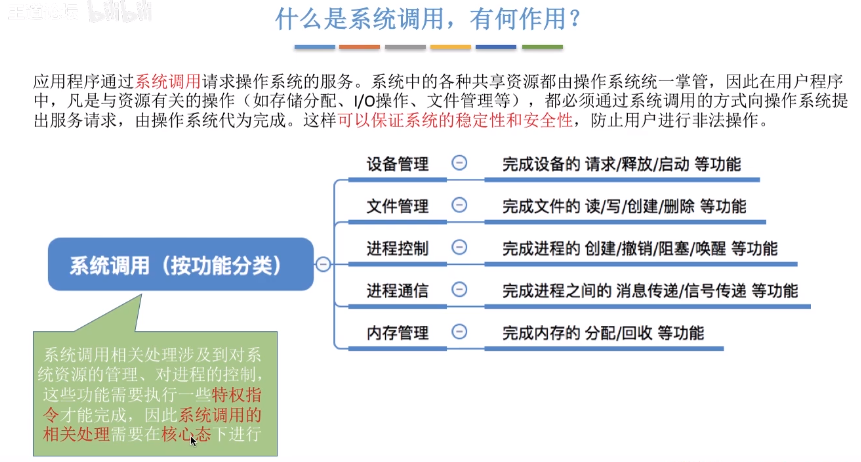 什么是系统调用，有何作用？
应用程序通过系统调用请求操作系统的服务。系统中的各种共享资源都由操作系统统一掌管，因此在用户程序
中，凡是与资源有关的操作（如存储分配、I/O操作、文件管理等），都必须通过系统调用的方式向操作系统提
出服务请求，由操作系统代为完成。这样可以保证系统的稳定性和安全性，防止用户进行非法操作。
设备管理 完成设备的 请求/释放/启动 等功能
文件管理 完成文件的 读/写/创建/删除 等功能
进程控制 完成进程的 创建/撤销/阻塞/唤醒 等功能
系统调用（按功能分类）
进程通信 完成进程之间的 消息传递/信号传递 等功能
内存管理 完成内存的 分配/回收 等功能
系统调用相关处理涉及到对系
统资源的管理、对进程的控制，
这些功能需要执行一些特权指
令才能完成，因此系统调用的
相关处理需要在核心态下进行